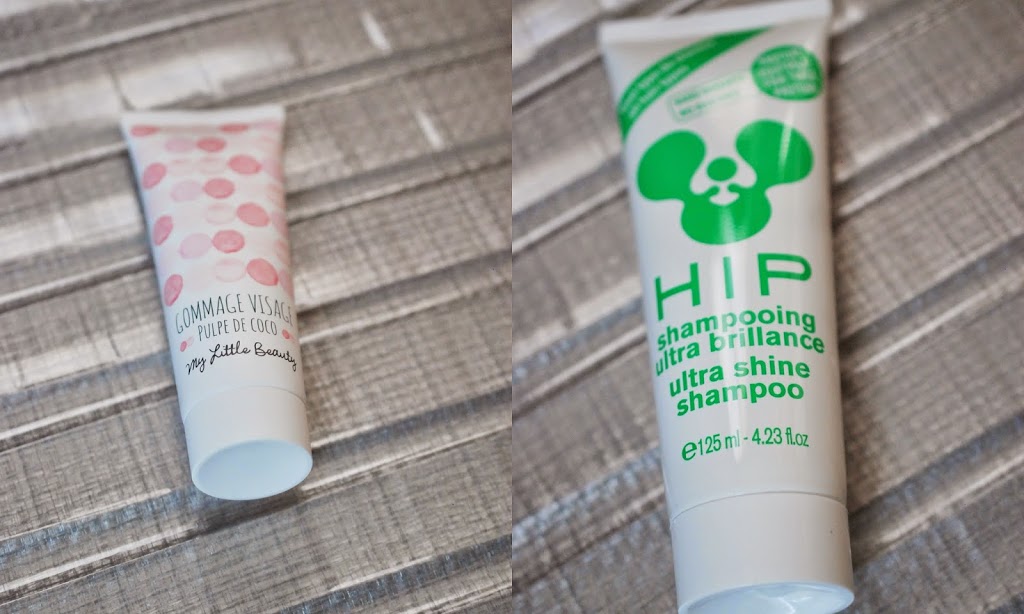 GOMMAGE VISAGE
PULPE DE COCO
My Little Beauty
HIP
shampooing
ultra brillance
ultra shine
shampoo
e125 ml - 4.23 fl.oz